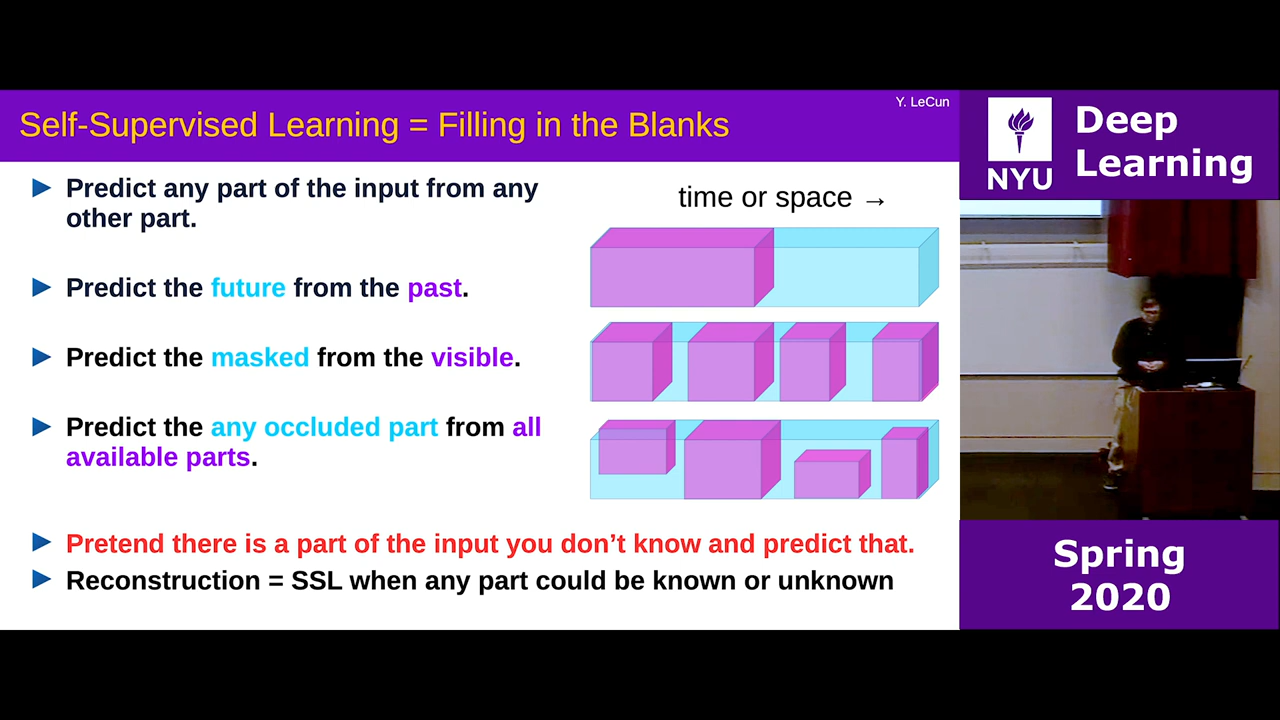 Y. LeCun
Self-Supervised Learning = Filling in the Blanks
Predict any part of the input from any
other part.
Predict the future from the past.
Predict the masked from the visible.
Predict the any occluded part from all
available parts.
Pretend there is a part of the input you don’t know and predict that.
Reconstruction = SSL when any part could be known or unknown
time or space →
NYU
Deep
Learning
Spring
2020